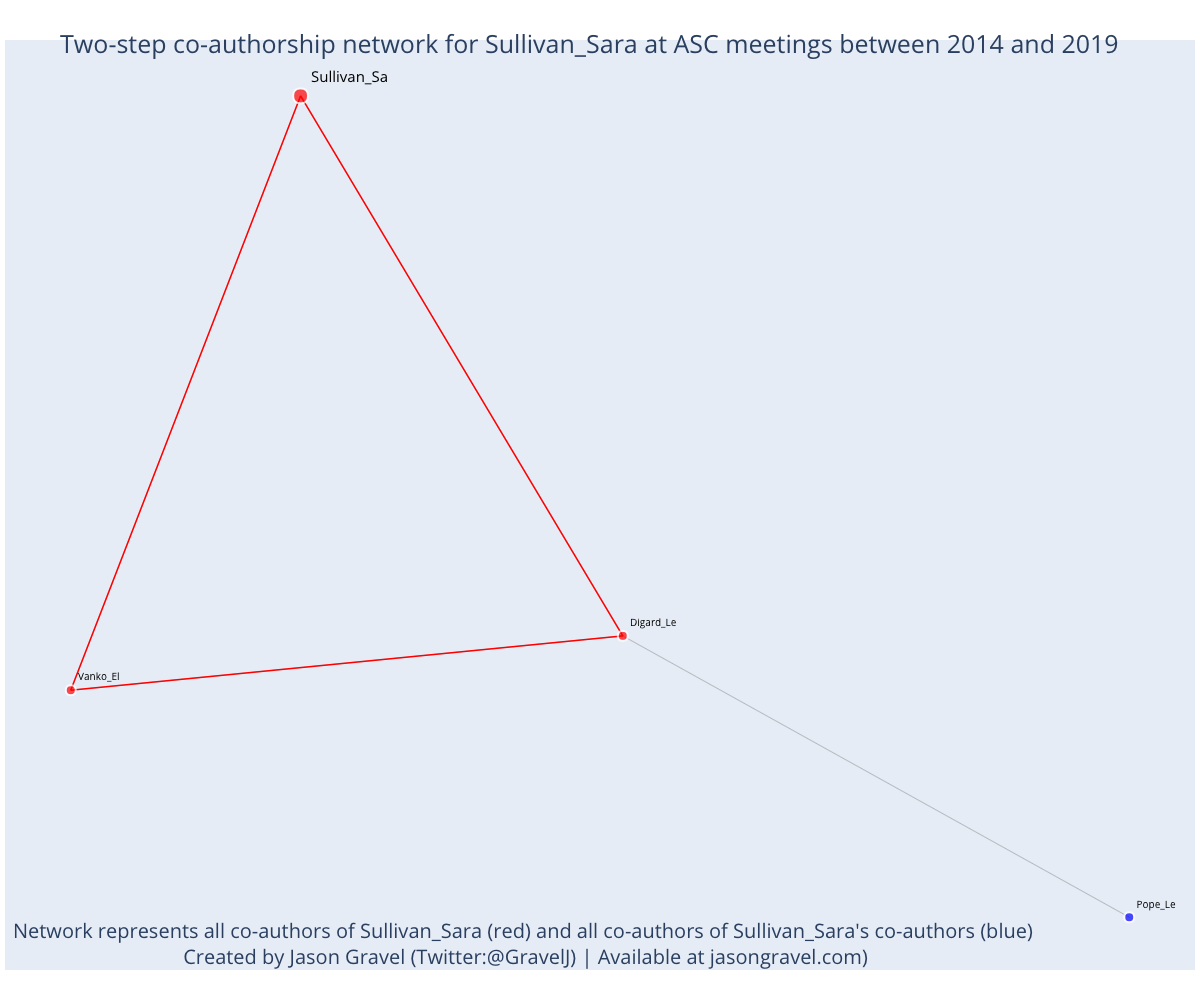 Two-step co-authorship network for Sullivan_Sara at ASC meetings between 2014 and 2019
Sullivan_Sa
Digard_Le
Vanko_El
Pope_Le
Network represents all co-authors of Sullivan_Sara (red) and all co-authors of Sullivan_Sara's co-authors (blue)
Created by Jason Gravel (Twitter:@GravelJ) | Available at jasongravel.com)